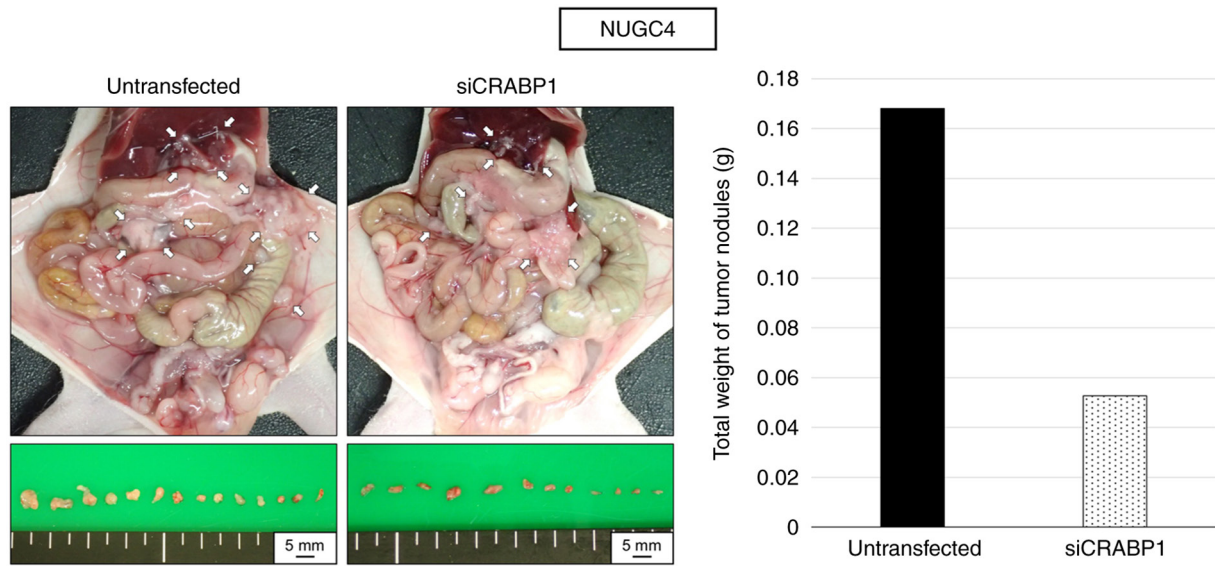 NUGC4
Untransfected
siCRABP1
5 mm
5 mm
Total weight of tumor nodules (g)
0.18
0.16
0.14
0.12
0.10
0.08
0.06
0.04
0.02
0
Untransfected
siCRABP1